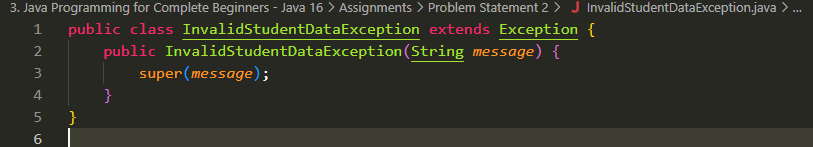 3. Java Programming for Complete Beginners - Java 16 > Assignments > Problem Statement 2 > J InvalidStudentDataException.java > ...
1 public class InvalidStudentDataException extends Exception {
2     public InvalidStudentDataException(String message) {
3         super(message);
4     }
5 }
6